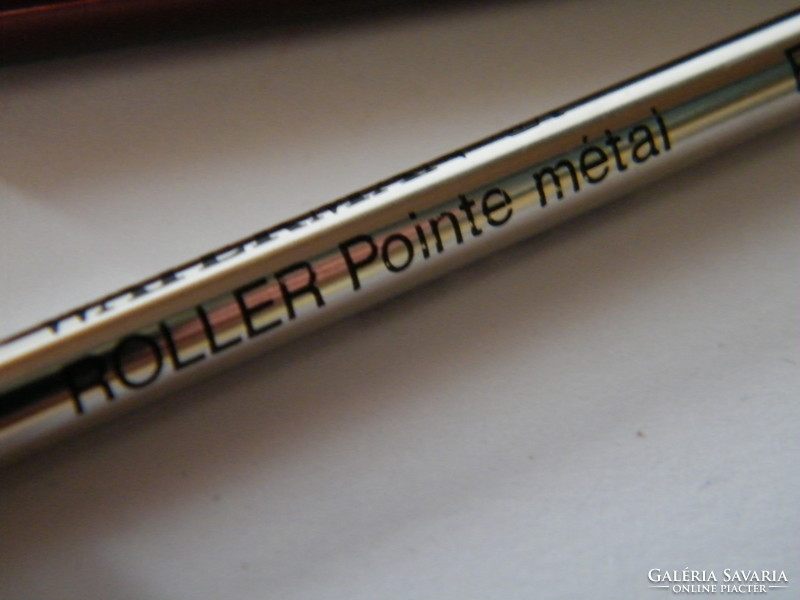 ROLLER Pointe métal
GALÉRIA SAVARIA
ONLINE PIACTÉR